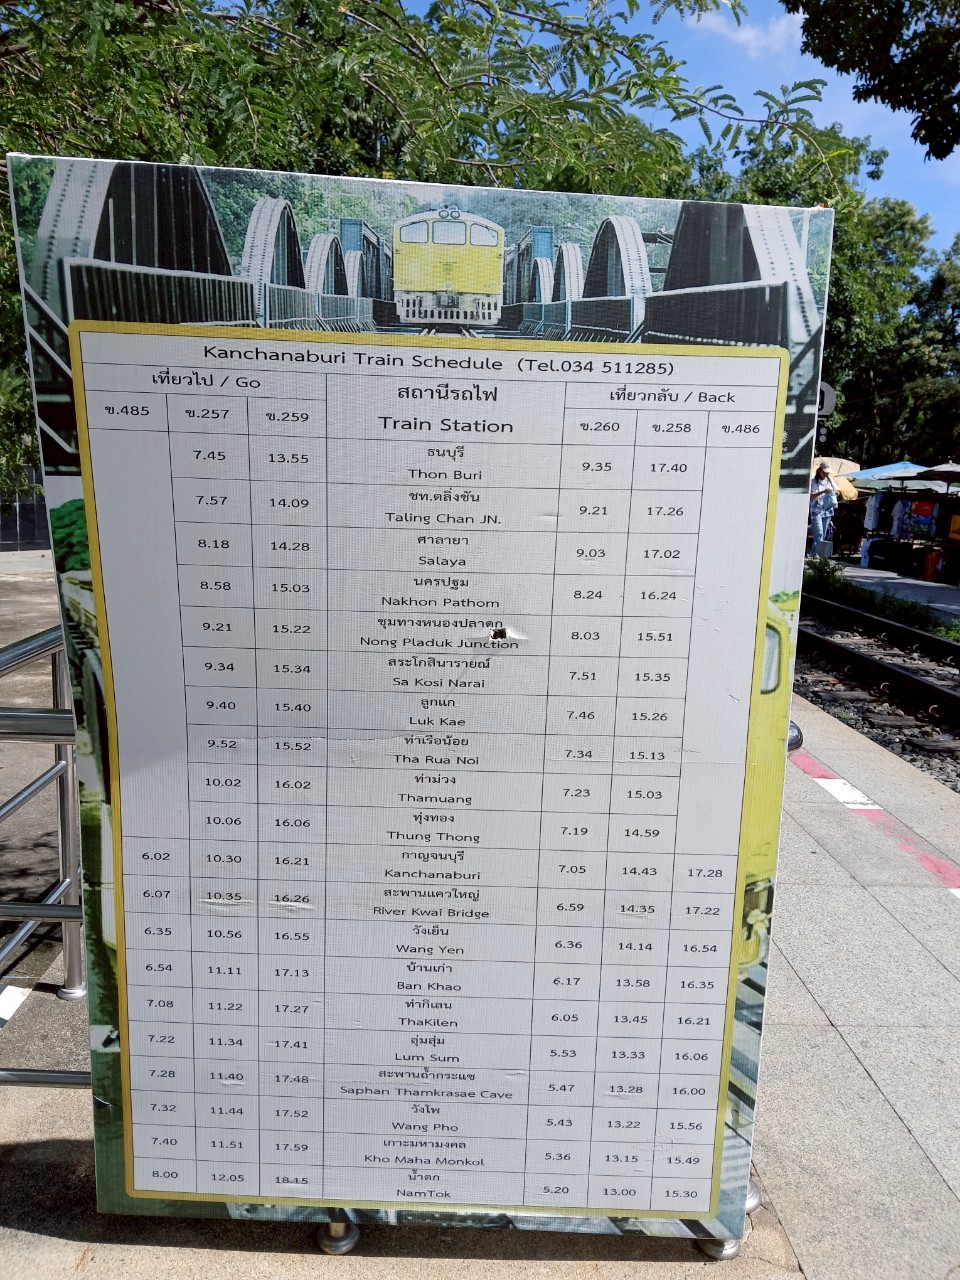 Kanchanaburi Train Schedule (Tel.034 511285)
เที่ยวไป / Go สถานีรถไฟ เที่ยวกลับ / Back
ข.485 ข.257 ข.259 Train Station ข.260 ข.258 ข.486
ธนบุรี
7.45 13.55 Thon Buri 9.35 17.40
ชท.ตลิ่งชัน
7.57 14.09 Taling Chan JN. 9.21 17.26
ศาลายา
8.18 14.28 Salaya 9.03 17.02
นครปฐม
8.58 15.03 Nakhon Pathom 8.24 16.24
ชุมทางหนองปลาดุก
9.21 15.22 Nong Pladuk Junction 8.03 15.51
สระโกสินารายณ์
9.34 15.34 Sa Kosi Narai 7.51 15.35
ลูกแก
9.40 15.40 Luk Kae 7.46 15.26
ท่าเรือน้อย
9.52 15.52 Tha Rua Noi 7.34 15.13
ท่าม่วง
10.02 16.02 Thamuang 7.23 15.03
ทุ่งทอง
10.06 16.06 Thung Thong 7.19 14.59
กาญจนบุรี
6.02 10.30 16.21 Kanchanaburi 7.05 14.43 17.28
สะพานแควใหญ่
6.07 10.35 16.26 River Kwai Bridge 6.59 14.35 17.22
วังเย็น
6.35 10.56 16.55 Wang Yen 6.36 14.14 16.54
บ้านเก่า
6.54 11.11 17.13 Ban Khao 6.17 13.58 16.35
ท่ากิเลน
7.08 11.22 17.27 ThaKilen 6.05 13.45 16.21
ลุ่มสุ่ม
7.22 11.34 17.41 Lum Sum 5.53 13.33 16.06
สะพานถ้ำกระแซ
7.28 11.40 17.48 Saphan Thamkrasae Cave 5.47 13.28 16.00
วังโพ
7.32 11.44 17.52 Wang Pho 5.43 13.22 15.56
เกาะมหามงคล
7.40 11.51 17.59 Kho Maha Monkol 5.36 13.15 15.49
น้ำตก
8.00 12.05 18.15 NamTok 5.20 13.00 15.30